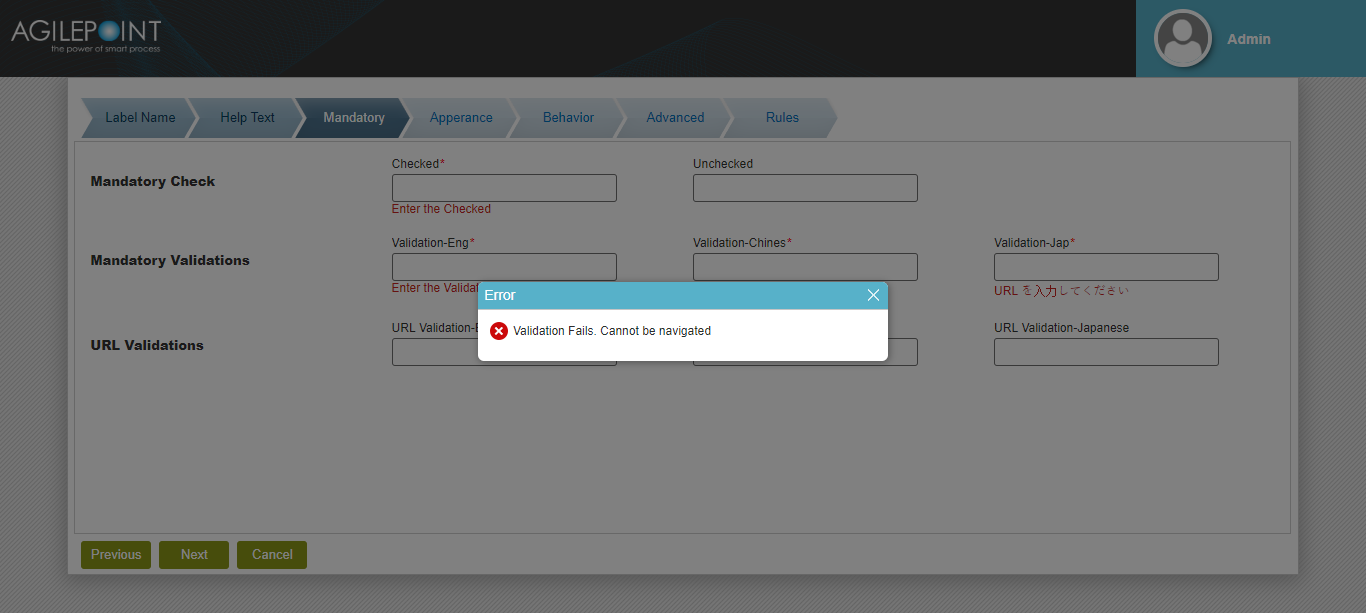 AGILEPOINT
the power of smart process
Admin
Label Name
Help Text
Mandatory
Apperance
Behavior
Advanced
Rules
Mandatory Check
Checked*
Unchecked
Enter the Checked
Mandatory Validations
Validation-Eng*
Validation-Chines*
Validation-Jap*
Enter the
URL を入力してください
Error
Validation Fails. Cannot be navigated
URL Validations
URL Validation-
URL Validation-Japanese
Previous
Next
Cancel